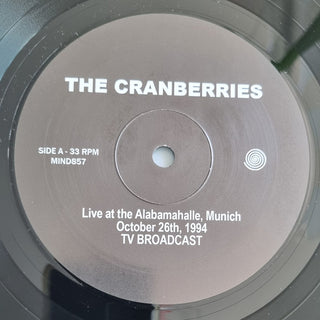 THE CRANBERRIES
SIDE A - 33 RPM
MIND857
Live at the Alabamahalle, Munich
October 26th, 1994
TV BROADCAST